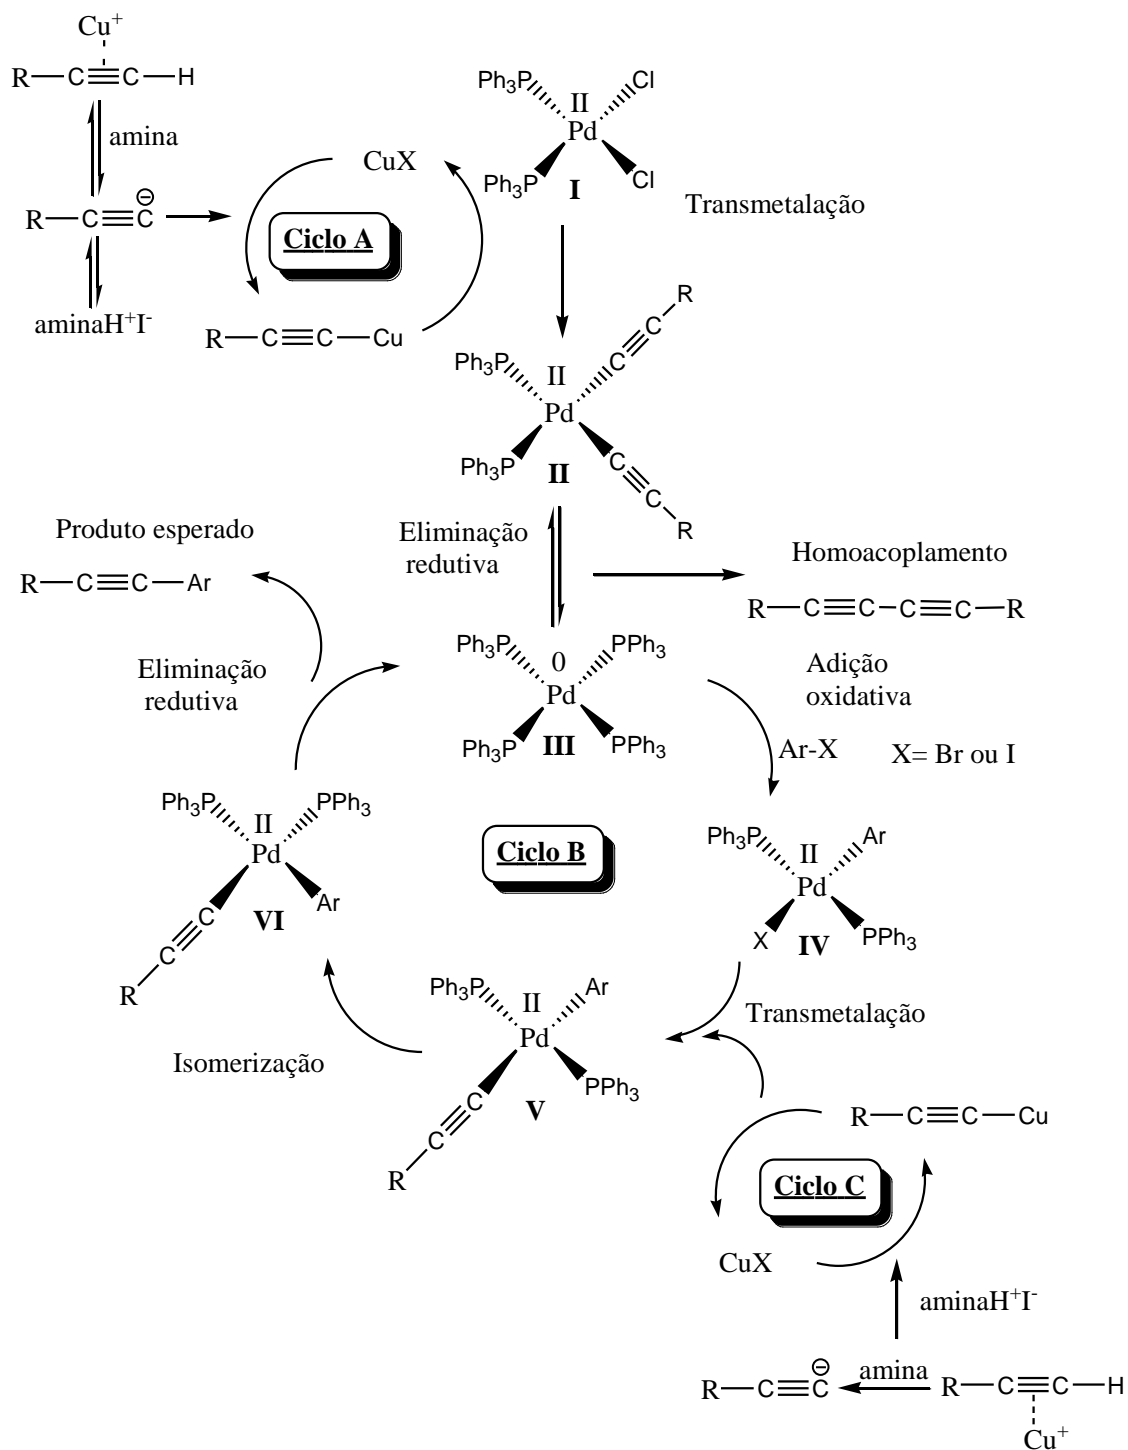 Cu+
R—C≡C—H
amina
R—C≡C⊖
aminaH+I-
CuX
Ciclo A
R—C≡C—Cu
Ph3P
Cl
II
Pd
Ph3P
Cl
I
Transmetalação
R
C
C
Ph3P
II
Pd
Ph3P
C
C
II
R
Eliminação
redutiva
Homoacoplamento
R—C≡C—C≡C—R
Produto esperado
R—C≡C—Ar
Eliminação
redutiva
Ph3P
PPh3
0
Pd
Ph3P
PPh3
III
Adição
oxidativa
Ar-X
X= Br ou I
Ciclo B
Ph3P
PPh3
II
Pd
C
Ar
VI
C
R
Ph3P
Ar
II
Pd
X
PPh3
IV
Transmetalação
Ph3P
Ar
II
Pd
C
PPh3
V
C
R
Isomerização
R—C≡C—Cu
Ciclo C
CuX
aminaH+I-
R—C≡C⊖
amina
R—C≡C—H
Cu+